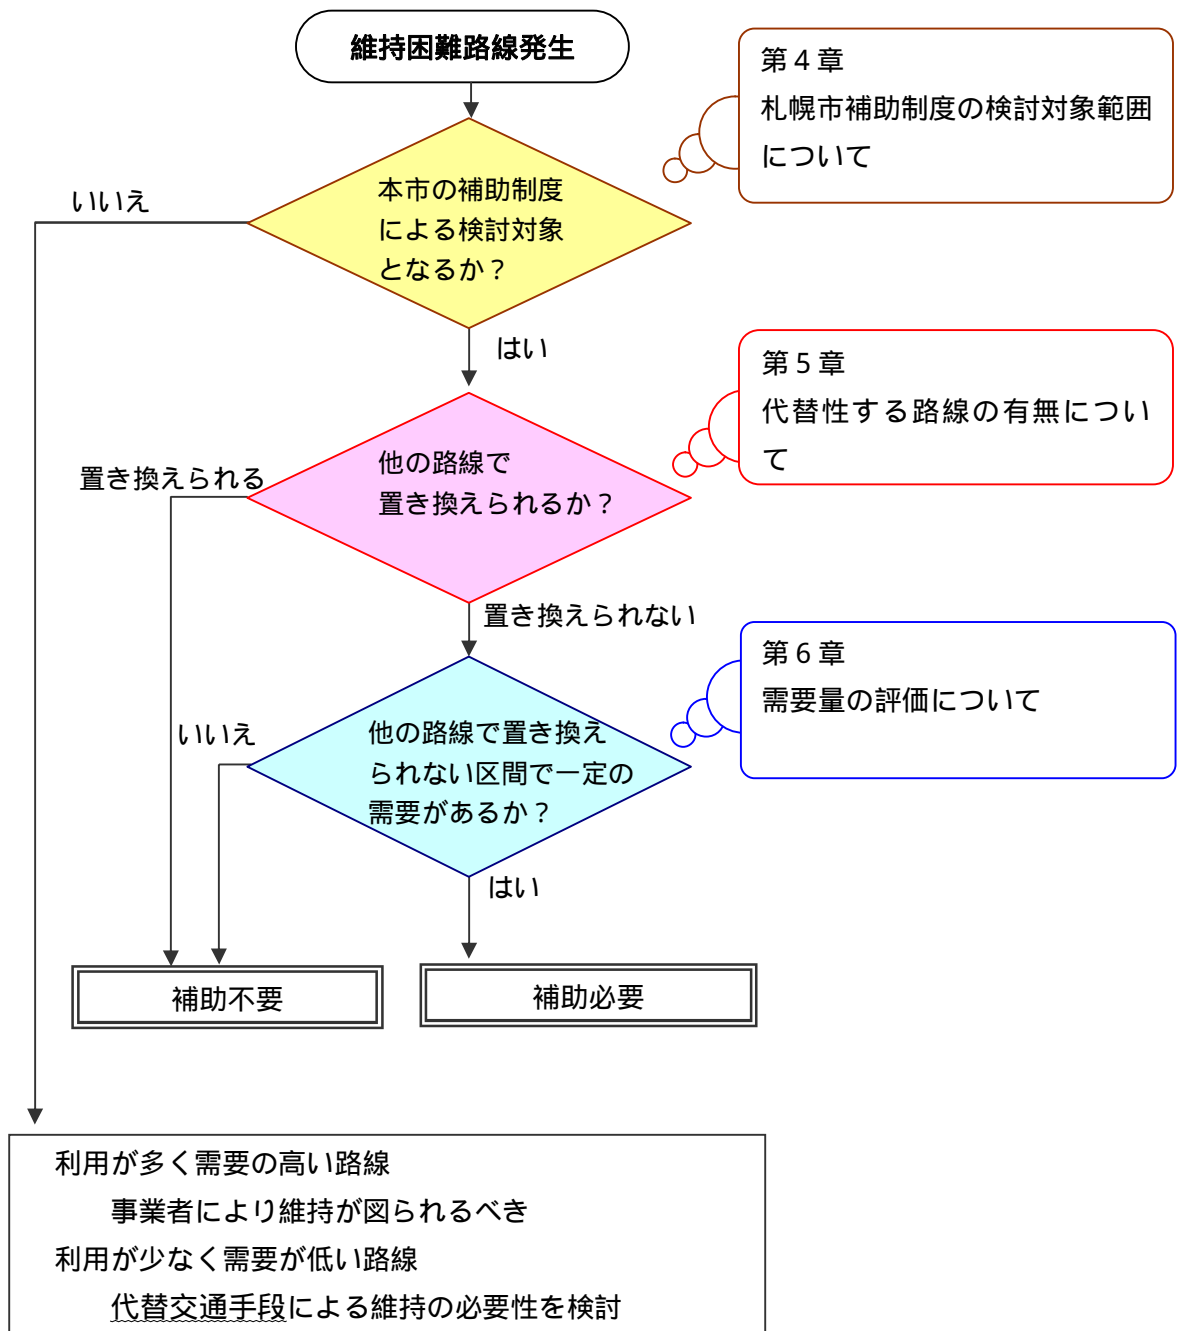 維持困難路線発生
第4章
札幌市補助制度の検討対象範囲
について
本市の補助制度
による検討対象
となるか？
いいえ
はい
第5章
代替性する路線の有無につい
て
他の路線で
置き換えられるか？
置き換えられる
置き換えられない
第6章
需要量の評価について
他の路線で置き換え
られない区間で一定の
需要があるか？
いいえ
はい
補助不要
補助必要
利用が多く需要の高い路線
事業者により維持が図られるべき
利用が少なく需要が低い路線
代替交通手段による維持の必要性を検討